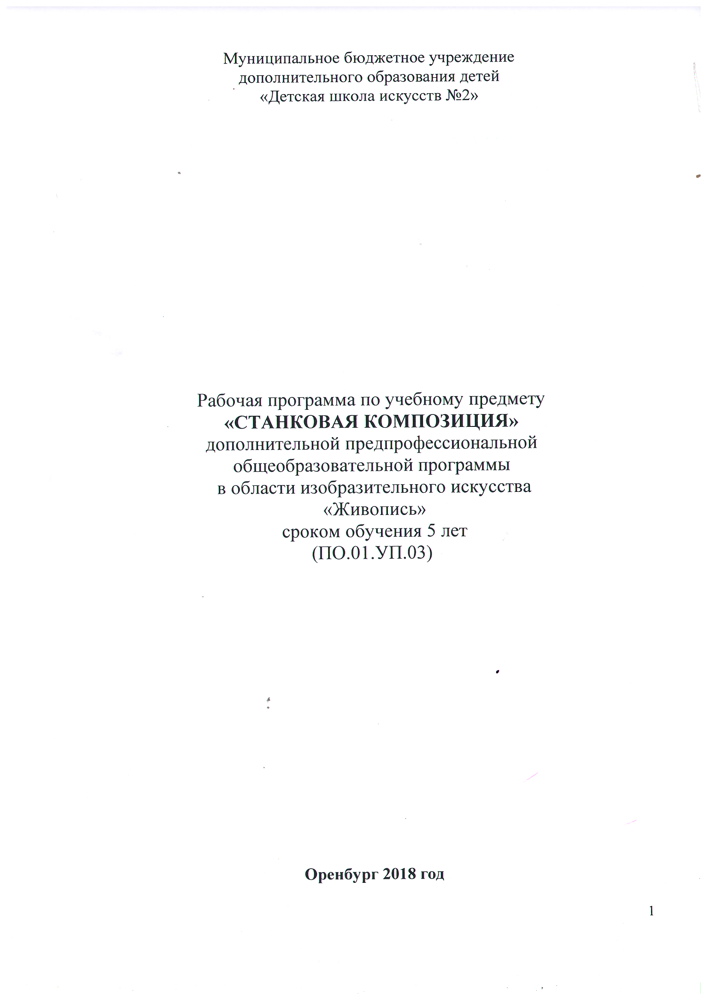 Муниципальное бюджетное учреждение
дополнительного образования детей
«Детская школа искусств №2»
Рабочая программа по учебному предмету
«СТАНКОВАЯ КОМПОЗИЦИЯ»
дополнительной предпрофессиональной
общеобразовательной программы
в области изобразительного искусства
«Живопись»
сроком обучения 5 лет
(ПО.01.УП.03)
Оренбург 2018 год
1